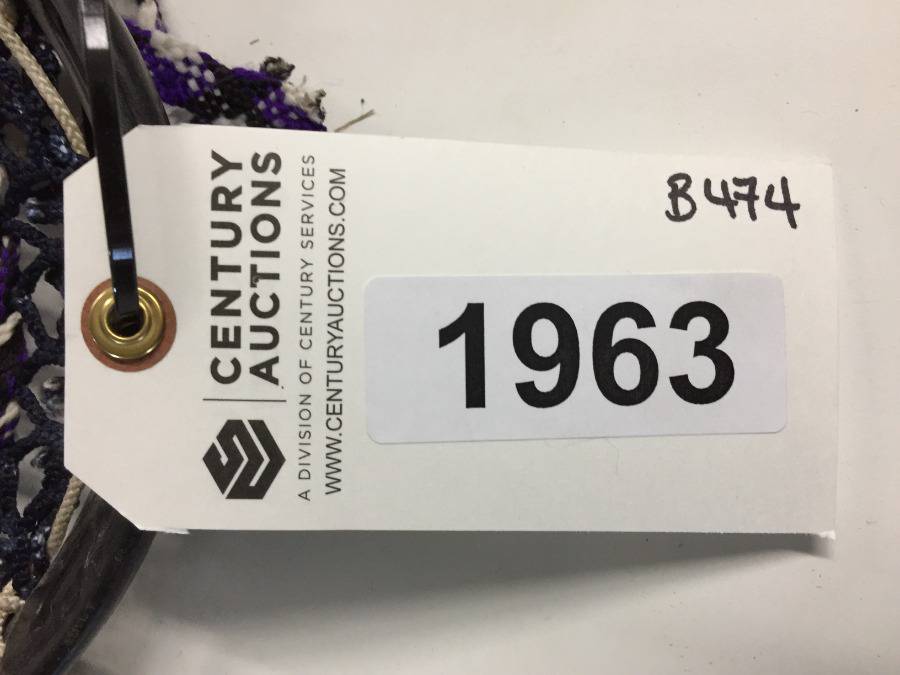 CENTURY
AUCTIONS
A DIVISION OF CENTURY SERVICES
WWW.CENTURYAUCTIONS.COM
B474
1963